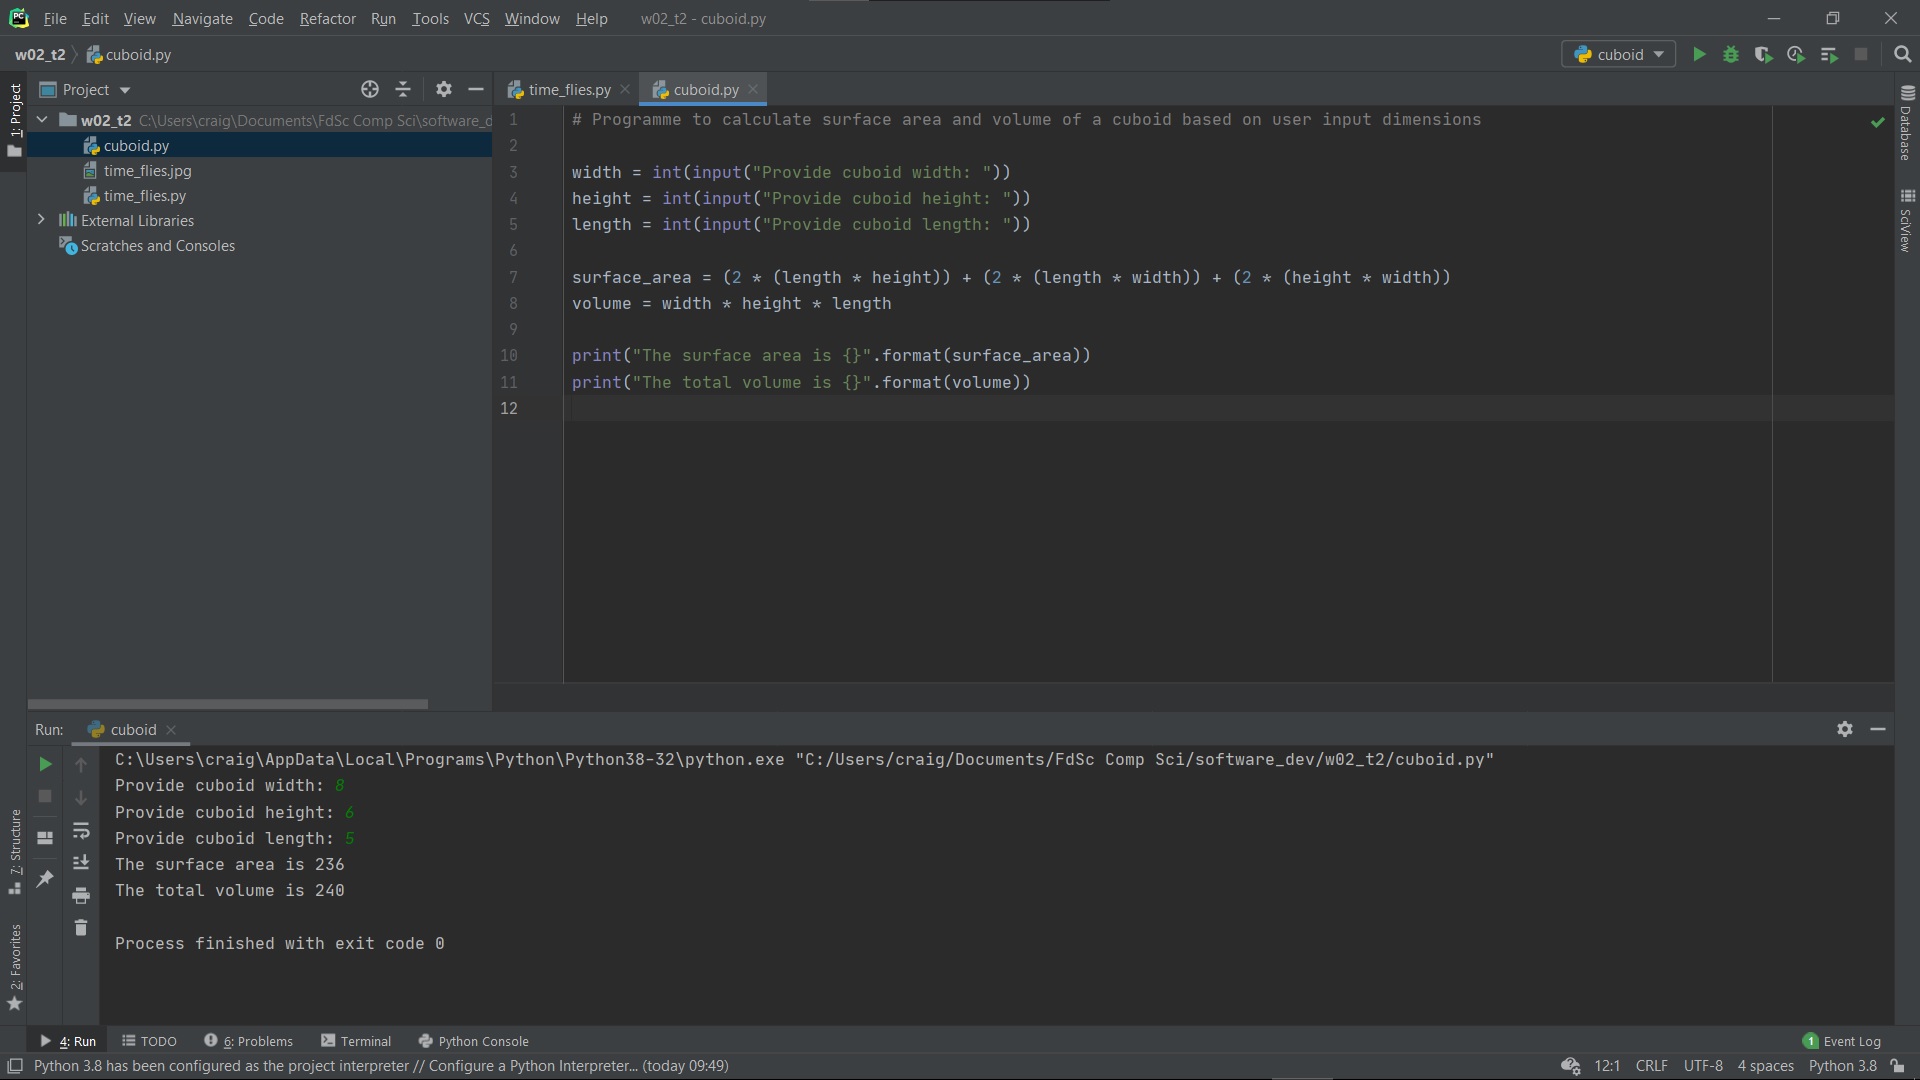 PC File Edit View Navigate Code Refactor Run Tools VCS Window Help w02_t2 - cuboid.py
w02_t2 cuboid.py cuboid
1: Project
Project
w02_t2 C:\Users\craig\Documents\FdSc Comp Sci\software_d
cuboid.py
time_flies.jpg
time_flies.py
External Libraries
Scratches and Consoles
time_flies.py cuboid.py
1 # Programme to calculate surface area and volume of a cuboid based on user input dimensions
2
3 width = int(input("Provide cuboid width: "))
4 height = int(input("Provide cuboid height: "))
5 length = int(input("Provide cuboid length: "))
6
7 surface_area = (2 * (length * height)) + (2 * (length * width)) + (2 * (height * width))
8 volume = width * height * length
9
10 print("The surface area is {}".format(surface_area))
11 print("The total volume is {}".format(volume))
12
Database
SciView
Run: cuboid
C:\Users\craig\AppData\Local\Programs\Python\Python38-32\python.exe "C:/Users/craig/Documents/FdSc Comp Sci/software_dev/w02_t2/cuboid.py"
Provide cuboid width: 8
Provide cuboid height: 6
Provide cuboid length: 5
The surface area is 236
The total volume is 240
Process finished with exit code 0
7: Structure
2: Favorites
4: Run TODO 6: Problems Terminal Python Console 1 Event Log
Python 3.8 has been configured as the project interpreter // Configure a Python Interpreter... (today 09:49) 12:1 CRLF UTF-8 4 spaces Python 3.8